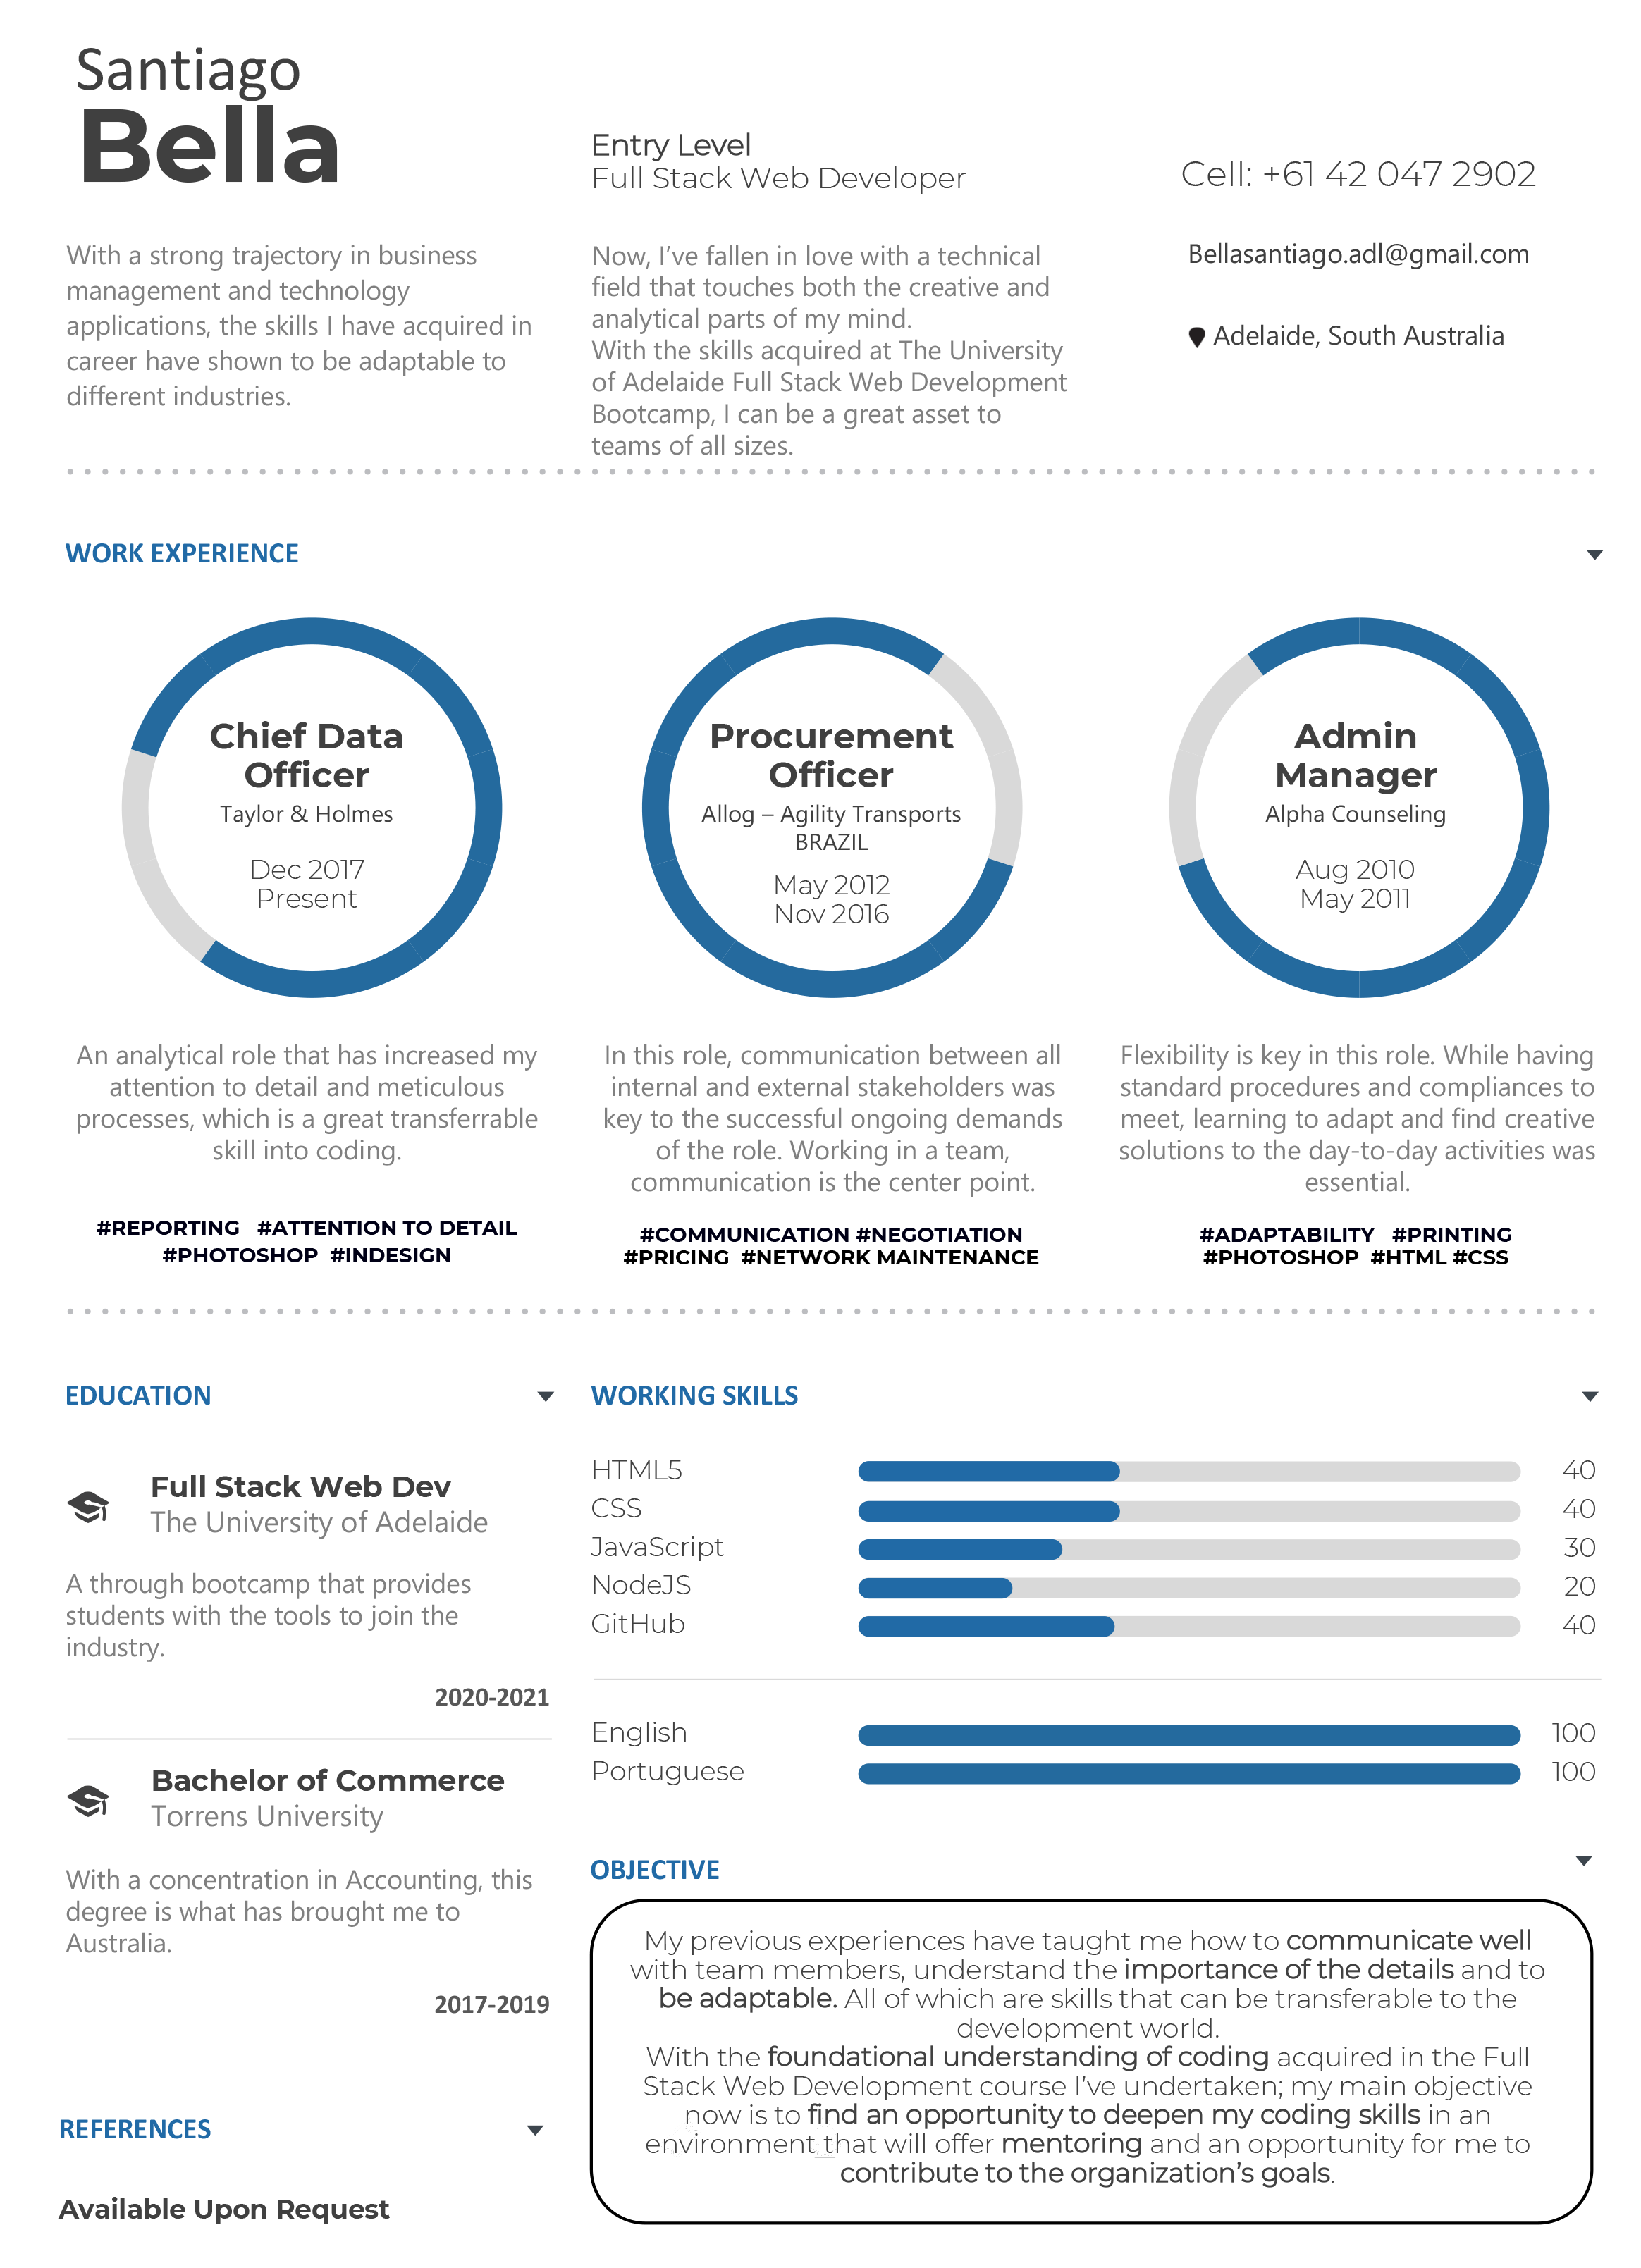 Santiago
Bella
Entry Level
Full Stack Web Developer
Cell: +61 42 047 2902
With a strong trajectory in business
management and technology
applications, the skills I have acquired in
career have shown to be adaptable to
different industries.
Now, I've fallen in love with a technical
field that touches both the creative and
analytical parts of my mind.
With the skills acquired at The University
of Adelaide Full Stack Web Development
Bootcamp, I can be a great asset to
teams of all sizes.
Bellasantiago.adl@gmail.com
Adelaide, South Australia
WORK EXPERIENCE
Chief Data
Officer
Taylor & Holmes
Dec 2017
Present
An analytical role that has increased my
attention to detail and meticulous
processes, which is a great transferrable
skill into coding.
#REPORTING #ATTENTION TO DETAIL
#PHOTOSHOP #INDESIGN
Procurement
Officer
Allog – Agility Transports
BRAZIL
May 2012
Nov 2016
In this role, communication between all
internal and external stakeholders was
key to the successful ongoing demands
of the role. Working in a team,
communication is the center point.
#COMMUNICATION #NEGOTIATION
#PRICING #NETWORK MAINTENANCE
Admin
Manager
Alpha Counseling
Aug 2010
May 2011
Flexibility is key in this role. While having
standard procedures and compliances to
meet, learning to adapt and find creative
solutions to the day-to-day activities was
essential.
#ADAPTABILITY #PRINTING
#PHOTOSHOP #HTML #CSS
EDUCATION
Full Stack Web Dev
The University of Adelaide
A through bootcamp that provides
students with the tools to join the
industry.
2020-2021
Bachelor of Commerce
Torrens University
With a concentration in Accounting, this
degree is what has brought me to
Australia.
2017-2019
REFERENCES
Available Upon Request
WORKING SKILLS
HTML5 40
CSS 40
JavaScript 30
NodeJS 20
GitHub 40
English 100
Portuguese 100
OBJECTIVE
My previous experiences have taught me how to communicate well
with team members, understand the importance of the details and to
be adaptable. All of which are skills that can be transferable to the
development world.
With the foundational understanding of coding acquired in the Full
Stack Web Development course I've undertaken; my main objective
now is to find an opportunity to deepen my coding skills in an
environment that will offer mentoring and an opportunity for me to
contribute to the organization's goals.